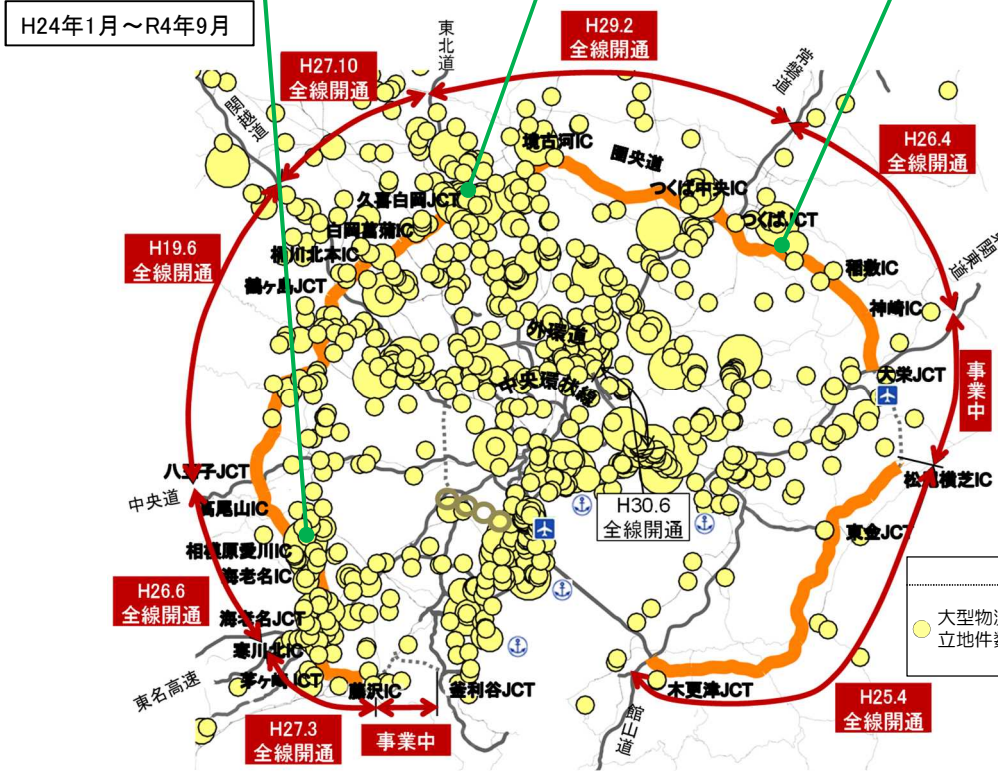 H24年1月～R4年9月
東北道
H29.2
全線開通
常磐道
H27.10
全線開通
関越道
H26.4
全線開通
境古河IC
圏央道
つくば中央IC
久喜白岡JCT
白岡菖蒲IC
桶川北本IC
つくばJCT
H19.6
全線開通
鶴ヶ島JCT
稲敷IC
東関東道
神崎IC
外環道
中央環状線
大栄JCT
事業中
八王子JCT
中央道
高尾山IC
松尾横芝IC
H30.6
全線開通
相模原愛川IC
東金JCT
海老名IC
H26.6
全線開通
海老名JCT
大型物流
立地件数
寒川北IC
茅ヶ崎JCT
東名高速
藤沢IC
釜利谷JCT
木更津JCT
H25.4
全線開通
館山道
H27.3
全線開通
事業中